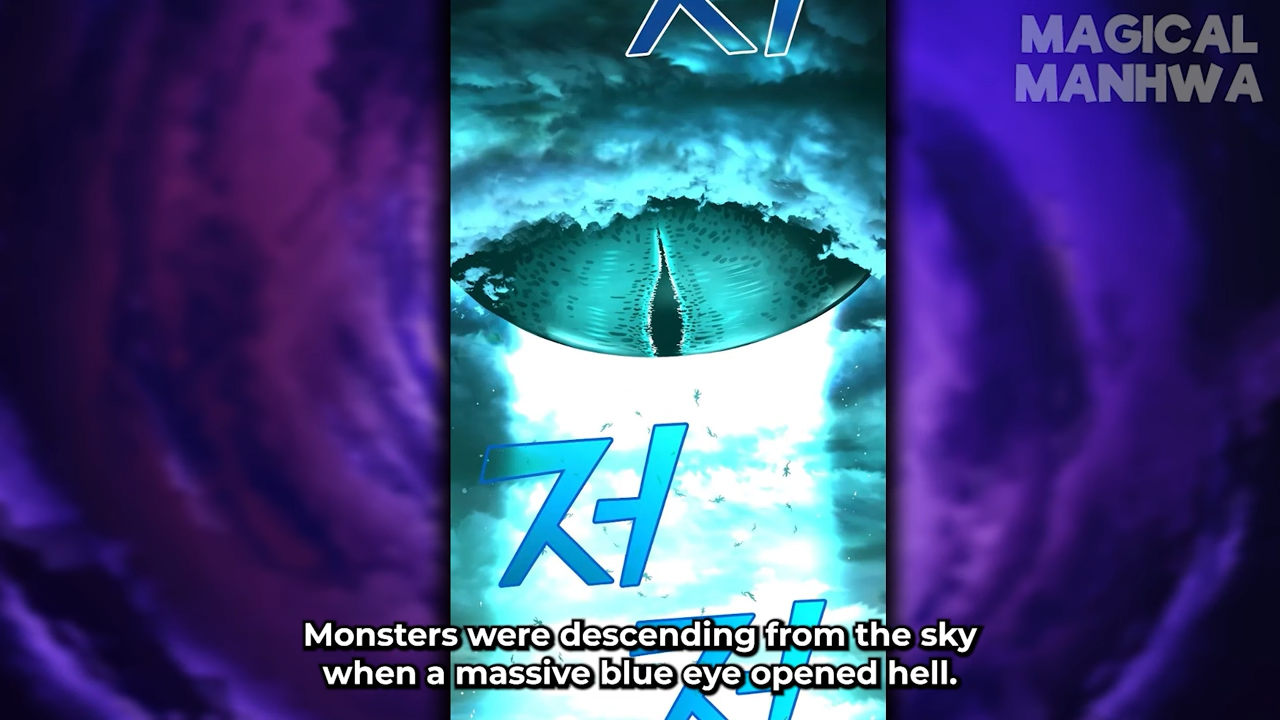 MAGICAL
MANHWA
저
Monsters were descending from the sky
when a massive blue eye opened hell.